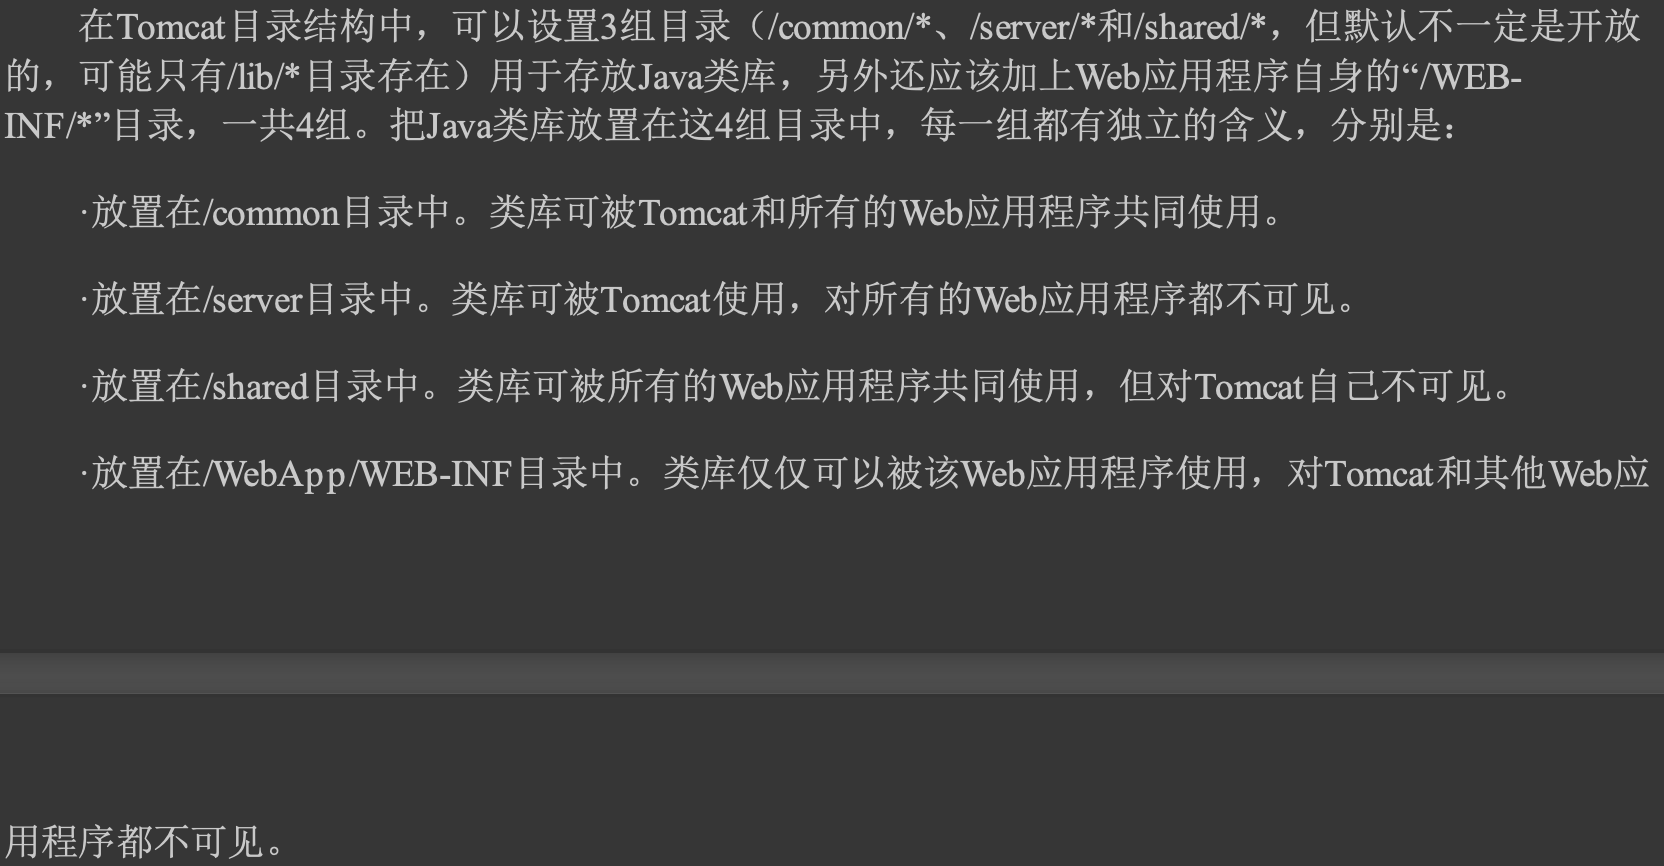 在Tomcat目录结构中，可以设置3组目录（/common/*、/server/*和/shared/*，但默认不一定是开放
的，可能只有/lib/*目录存在）用于存放Java类库，另外还应该加上Web应用程序自身的“/WEB-
INF/*”目录，一共4组。把Java类库放置在这4组目录中，每一组都有独立的含义，分别是：
·放置在/common目录中。类库可被Tomcat和所有的Web应用程序共同使用。
·放置在/server目录中。类库可被Tomcat使用，对所有的Web应用程序都不可见。
·放置在/shared目录中。类库可被所有的Web应用程序共同使用，但对Tomcat自己不可见。
·放置在/WebApp/WEB-INF目录中。类库仅仅可以被该Web应用程序使用，对Tomcat和其他Web应
用程序都不可见。